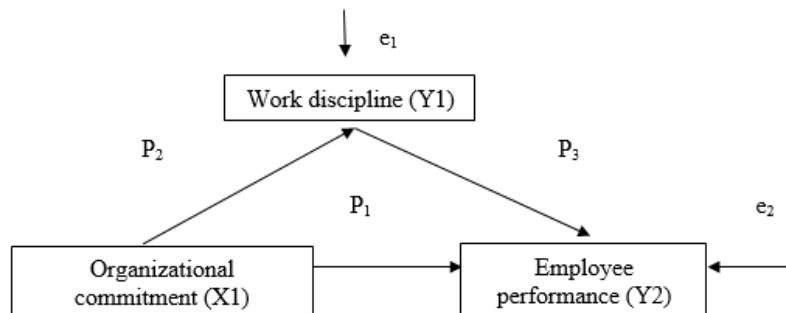 e₁
Work discipline (Y1)
P₂
P₃
P₁
e₂
Organizational
commitment (X1)
Employee
performance (Y2)